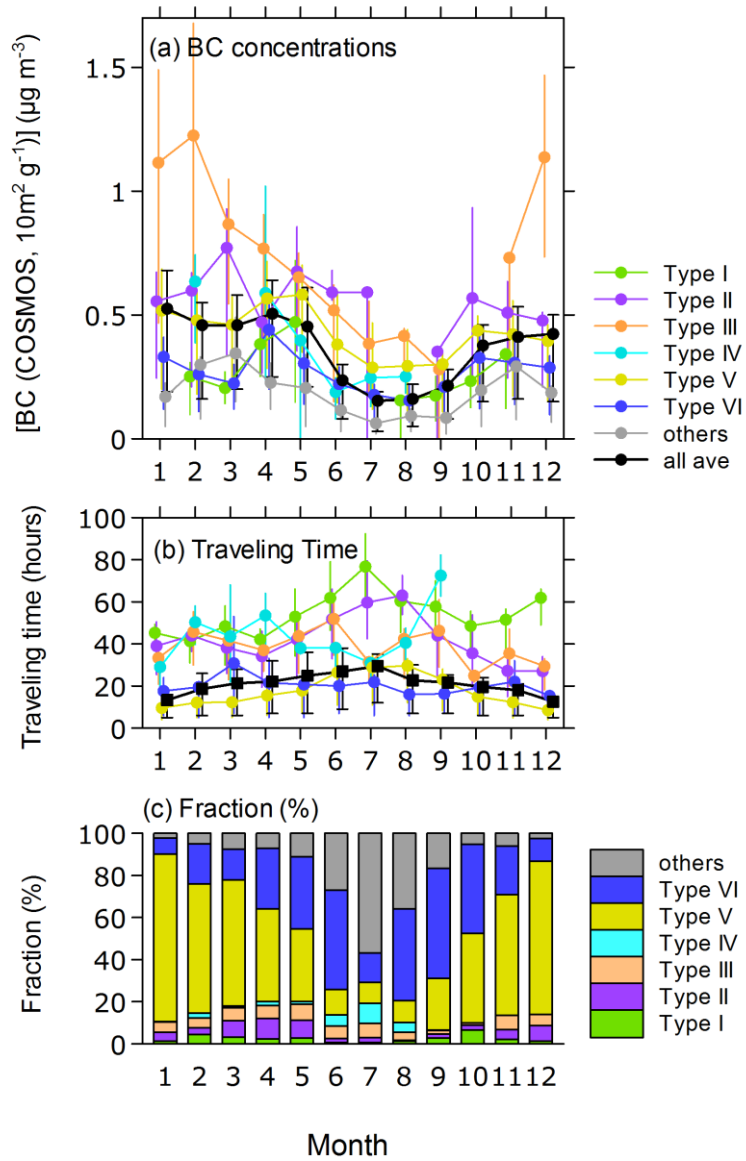 (a) BC concentrations
[BC (COSMOS, 10m² g⁻¹)] (μg m⁻³)
1.5
1
0.5
0
1 2 3 4 5 6 7 8 9 10 11 12
Type I
Type II
Type III
Type IV
Type V
Type VI
others
all ave
(b) Traveling Time
Traveling time (hours)
100
80
60
40
20
0
1 2 3 4 5 6 7 8 9 10 11 12
(c) Fraction (%)
Fraction (%)
100
80
60
40
20
0
1 2 3 4 5 6 7 8 9 10 11 12
others
Type VI
Type V
Type IV
Type III
Type II
Type I
Month